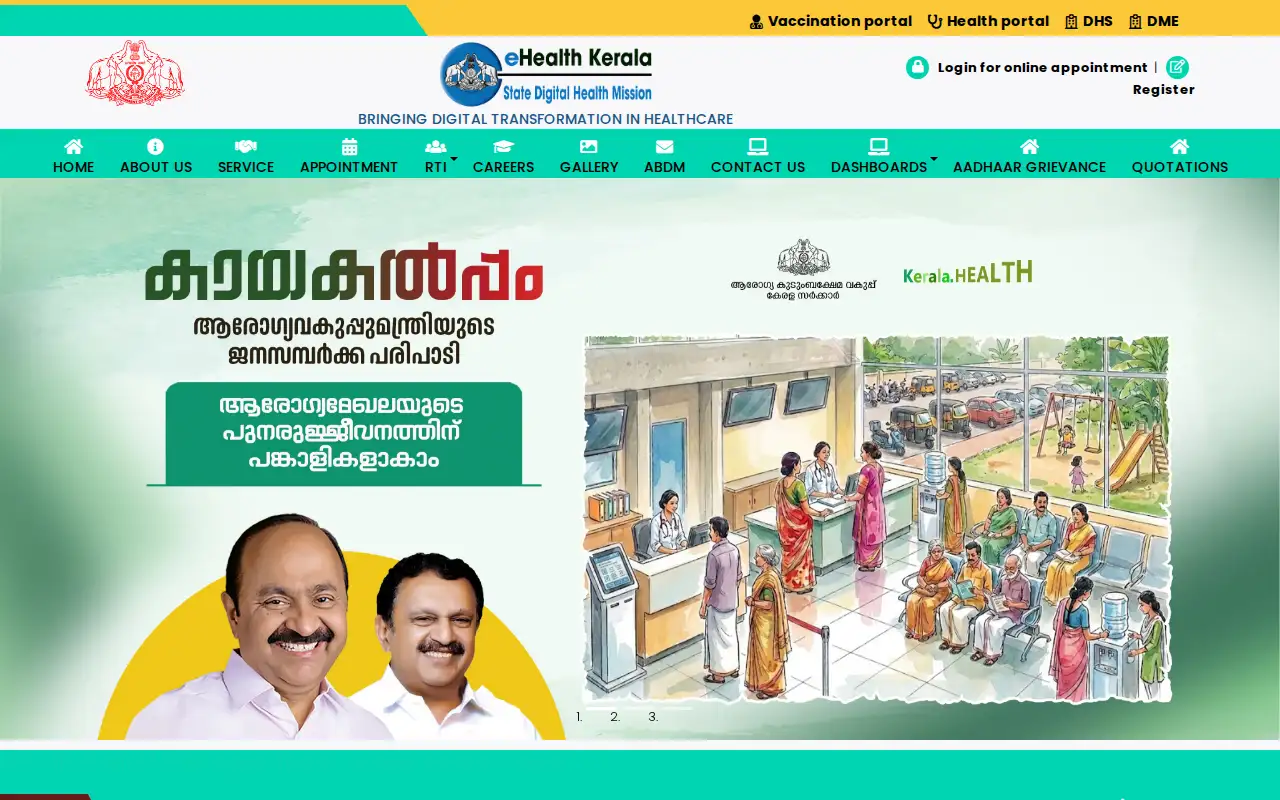 Vaccination portal Health portal DHS DME
eHealth Kerala
State Digital Health Mission
BRINGING DIGITAL TRANSFORMATION IN HEALTHCARE
Login for online appointment |
Register
HOME ABOUT US SERVICE APPOINTMENT RTI CAREERS GALLERY ABDM CONTACT US DASHBOARDS AADHAAR GRIEVANCE QUOTATIONS
കായകൽപ്പം
ആരോഗ്യവകുപ്പുമന്ത്രിയുടെ
ജനസമ്പർക്ക പരിപാടി
ആരോഗ്യമേഖലയുടെ
പുനരുജ്ജീവനത്തിന്
പങ്കാളികളാകാം
ആരോഗ്യ കുടുംബക്ഷേമ വകുപ്പ്
കേരള സർക്കാർ
Kerala.HEALTH
1. 2. 3.